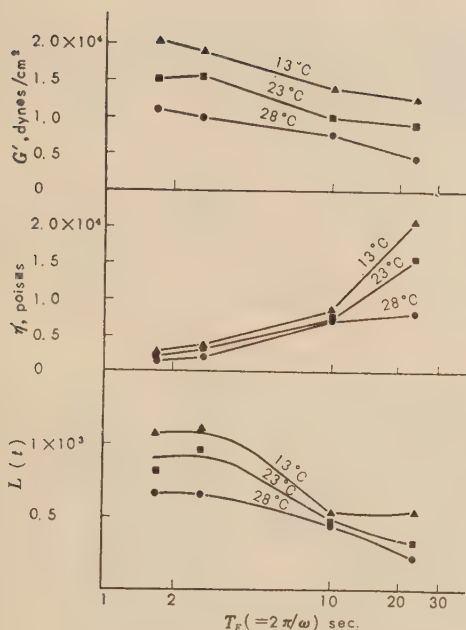 G′, dynes/cm²
2.0×10⁴
1.5
1.0
0.5
0
13°C
23°C
28°C
η′, poises
2.0×10⁴
1.5
1.0
0.5
0
13°C
23°C
28°C
L (t)
1×10³
0.5
13°C
23°C
28°C
1 2 10 20 30
T_F (=2π/ω) sec.